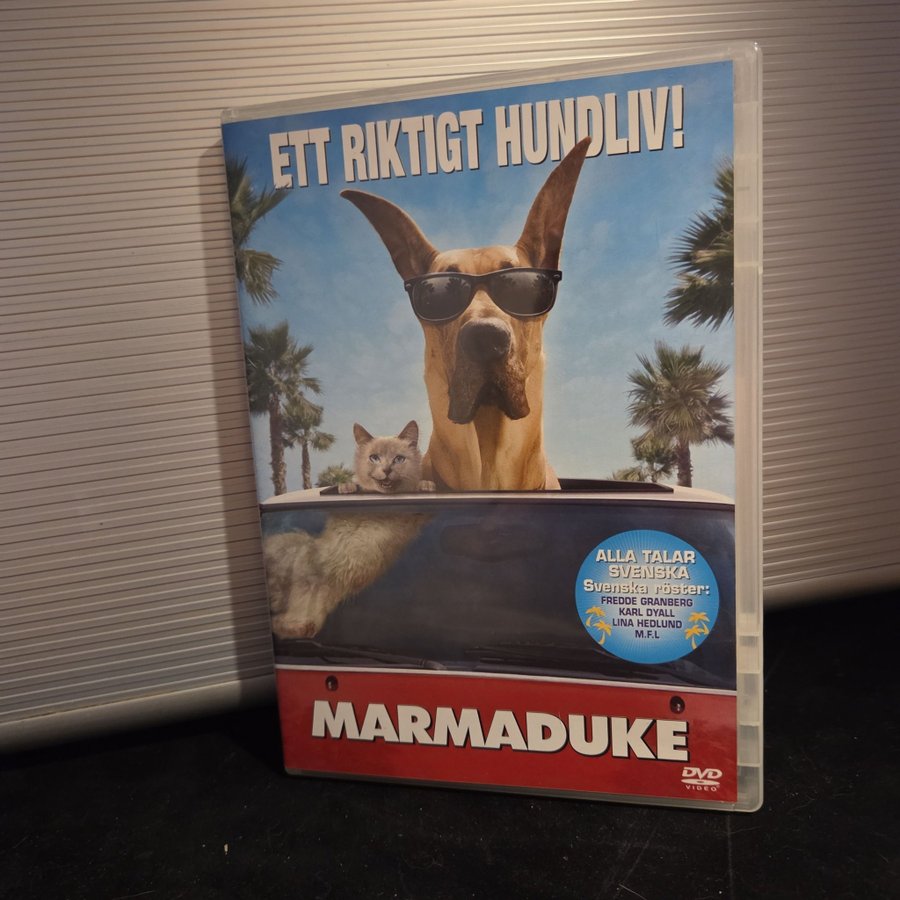 ETT RIKTIGT HUNDLIV!
ALLA TALAR
SVENSKA
Svenska röster:
FREDDE GRANBERG
KARL DYALL
LINA HEDLUND
M.F.L
MARMADUKE
DVD
VIDEO